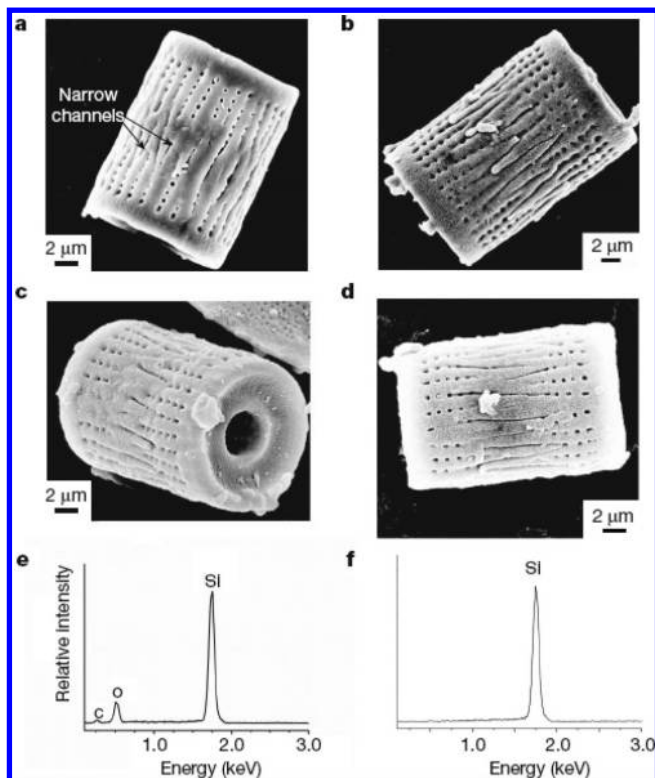 a
b
Narrow
channels
2 μm
2 μm
c
d
2 μm
2 μm
e
f
Relative intensity
C
O
Si
Si
1.0 2.0 3.0
1.0 2.0 3.0
Energy (keV)
Energy (keV)